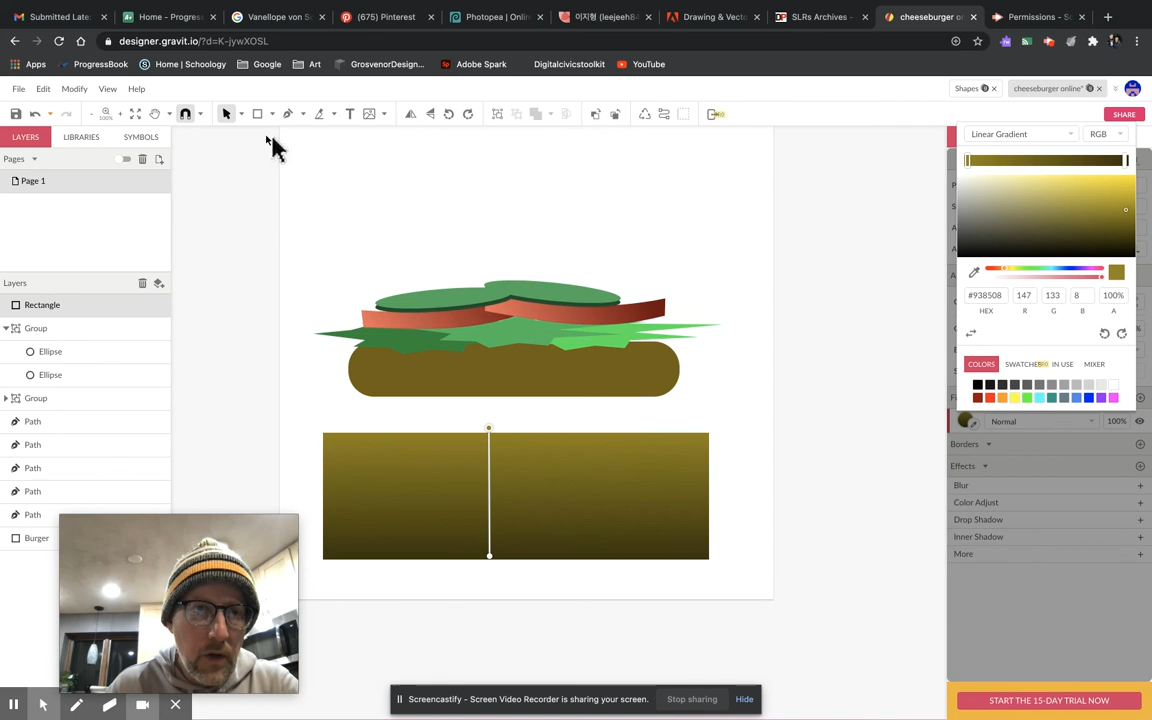 Submitted Late:
Home - Progress
Vanellope von S
(675) Pinterest
Photopea | Onlin
이지형 (leejeeh84
Drawing & Vecto
SLRs Archives -
cheeseburger on
Permissions - Sc
designer.gravit.io/?d=K-jywXOSL
Apps
ProgressBook
Home | Schoology
Google
Art
GrosvenorDesign...
Adobe Spark
Digitalcivicstoolkit
YouTube
File Edit Modify View Help
Shapes
cheeseburger online*
100%
SHARE
LAYERS LIBRARIES SYMBOLS
Linear Gradient RGB
Pages
Page 1
Layers
Rectangle
Group
Ellipse
Ellipse
Group
Path
Path
Path
Path
Path
Burger
#938508 147 133 8 100%
HEX R G B A
COLORS SWATCHES PRO IN USE MIXER
Normal 100%
Borders
Effects
Blur
Color Adjust
Drop Shadow
Inner Shadow
More
Screencastify - Screen Video Recorder is sharing your screen. Stop sharing Hide
START THE 15-DAY TRIAL NOW